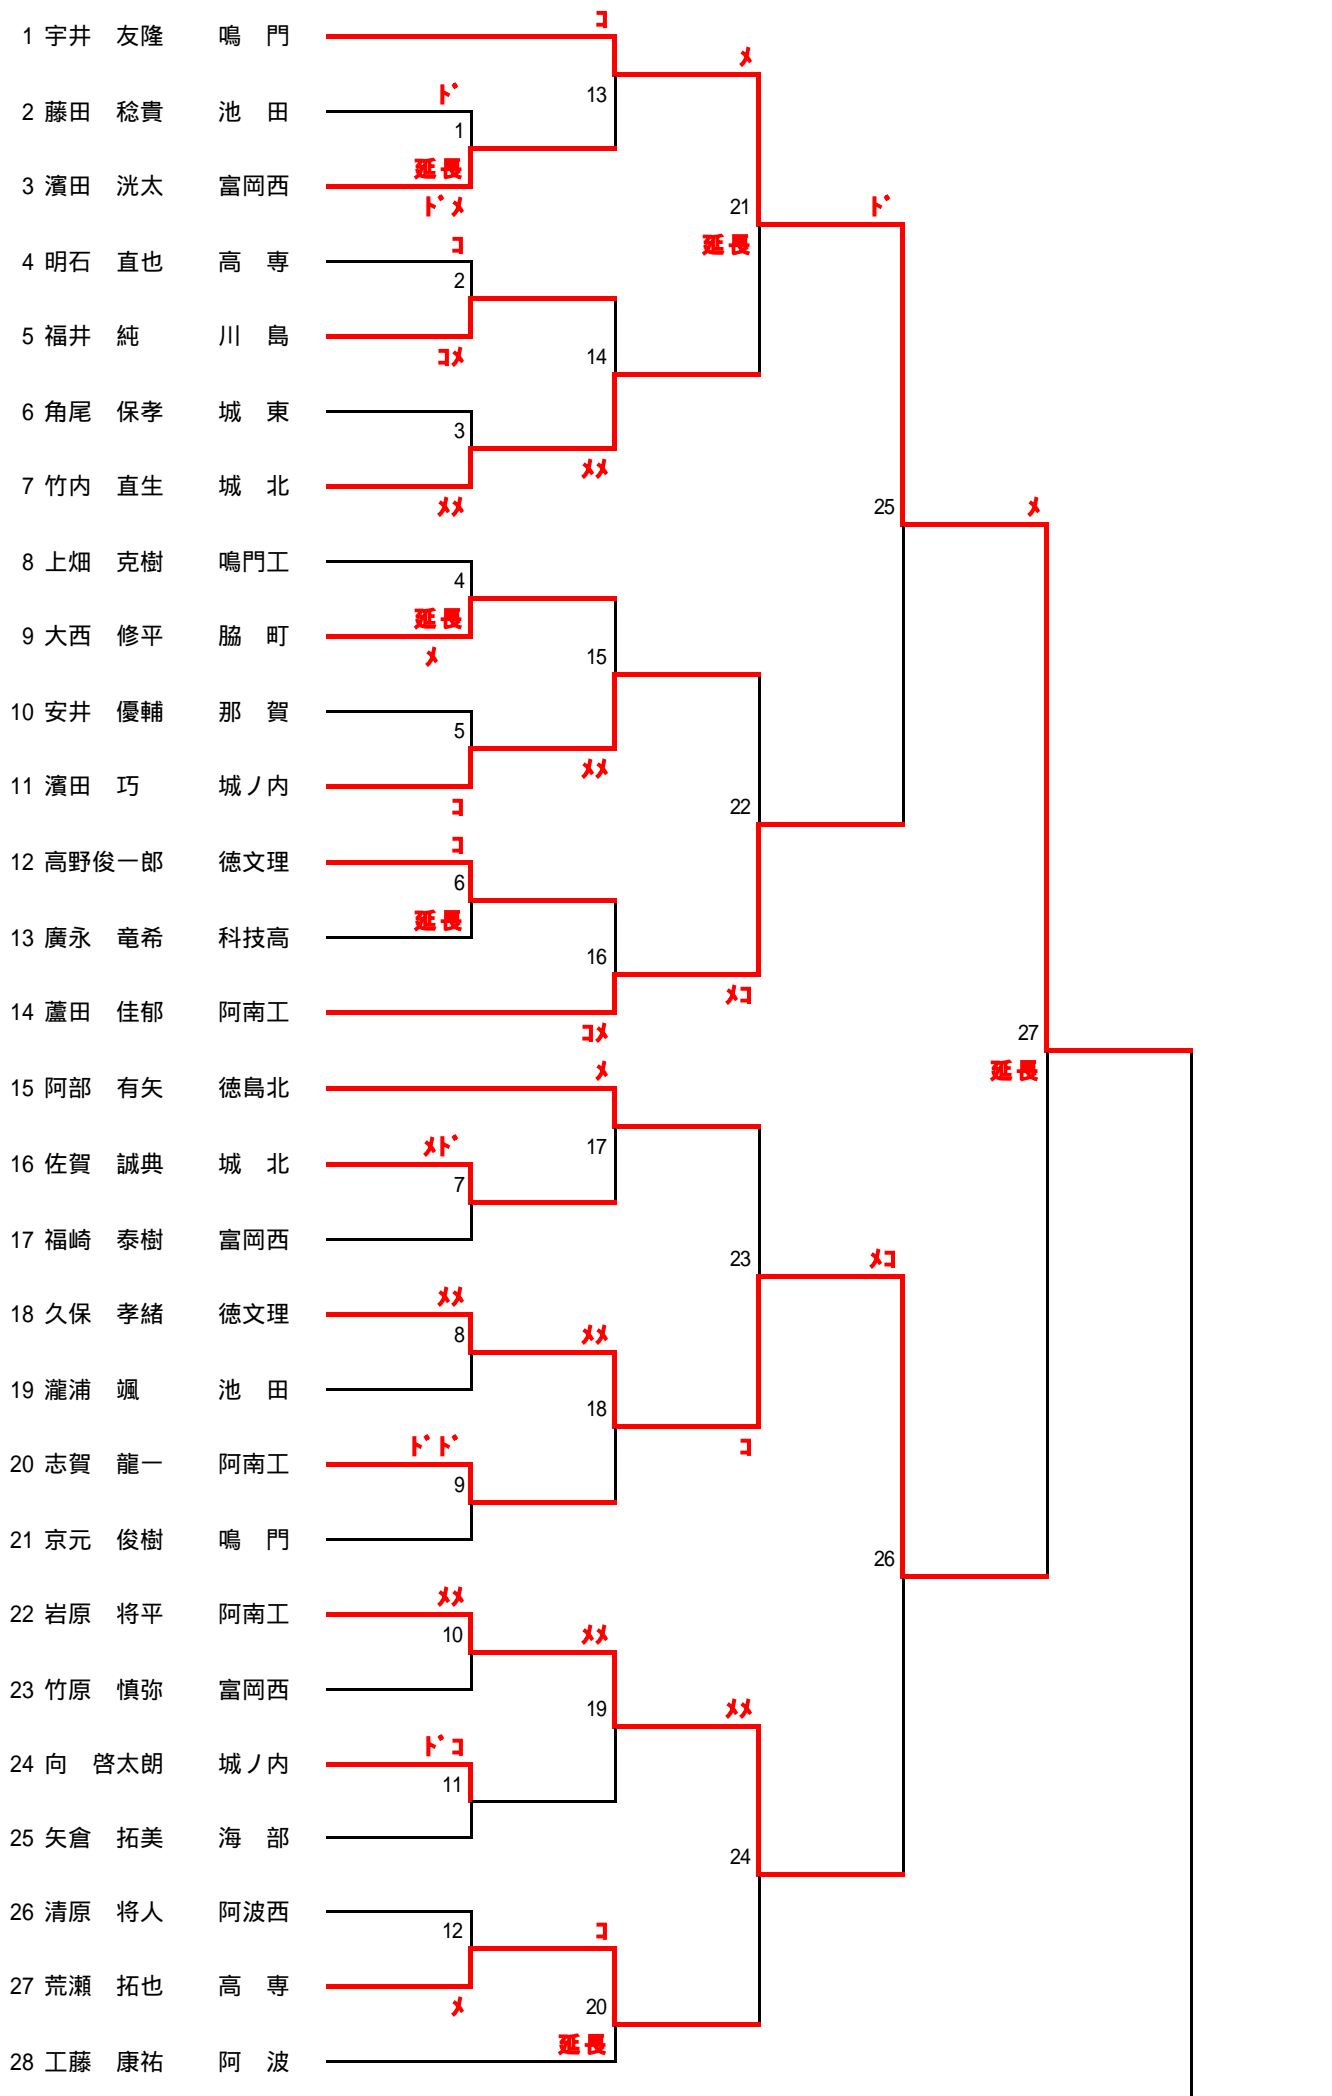 コ
1 宇井　友隆　鳴　門
メ
ド
13
2 藤田　稔貴　池　田
1
延長
3 濱田　洸太　富岡西
ドメ
21
ド
コ
延長
4 明石　直也　高　専
2
5 福井　純　川　島
コメ
14
6 角尾　保孝　城　東
3
メメ
7 竹内　直生　城　北
メメ
25
メ
8 上畑　克樹　鳴門工
4
延長
9 大西　修平　脇　町
メ
15
10 安井　優輔　那　賀
5
メメ
11 濱田　巧　城ノ内
コ
22
コ
12 高野俊一郎　徳文理
6
延長
13 廣永　竜希　科技高
16
メコ
14 蘆田　佳郁　阿南工
コメ
27
メ
延長
15 阿部　有矢　徳島北
メド
17
16 佐賀　誠典　城　北
7
17 福崎　泰樹　富岡西
23
メコ
メメ
18 久保　孝緒　徳文理
8
メメ
19 瀧浦　颯　池　田
18
ドド
コ
20 志賀　龍一　阿南工
9
21 京元　俊樹　鳴　門
26
メメ
22 岩原　将平　阿南工
10
メメ
23 竹原　慎弥　富岡西
19
メメ
ドコ
24 向　啓太朗　城ノ内
11
25 矢倉　拓美　海　部
24
26 清原　将人　阿波西
12
コ
27 荒瀬　拓也　高　専
メ
20
延長
28 工藤　康祐　阿　波